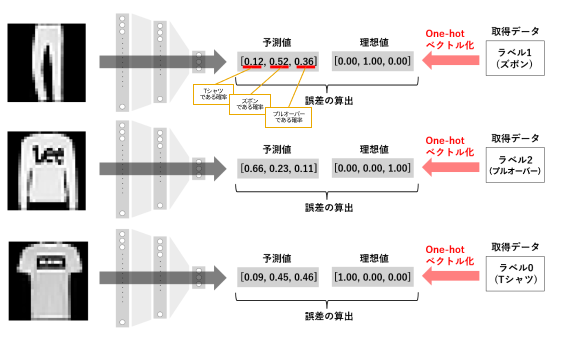 予測値
理想値
One-hot
ベクトル化
取得データ
[0.12, 0.52, 0.36]
[0.00, 1.00, 0.00]
ラベル1
(ズボン)
Tシャツ
である確率
ズボン
である確率
プルオーバー
である確率
誤差の算出
Lee
予測値
理想値
One-hot
ベクトル化
取得データ
[0.66, 0.23, 0.11]
[0.00, 0.00, 1.00]
ラベル2
(プルオーバー)
誤差の算出
予測値
理想値
One-hot
ベクトル化
取得データ
[0.09, 0.45, 0.46]
[1.00, 0.00, 0.00]
ラベル0
(Tシャツ)
誤差の算出